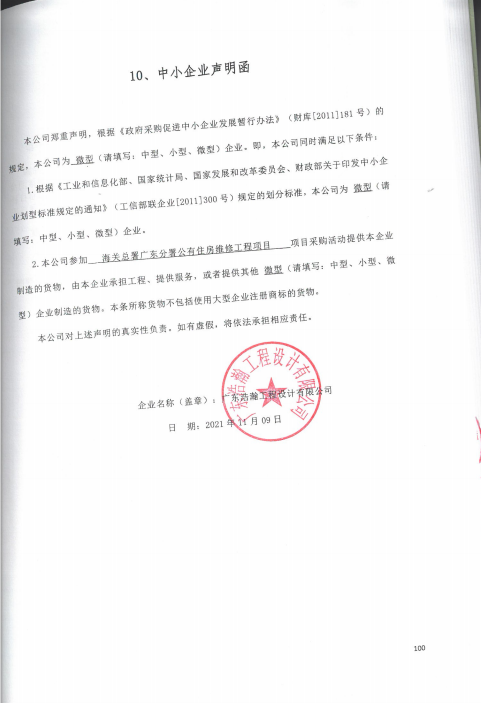 10、中小企业声明函
本公司郑重声明，根据《政府采购促进中小企业发展暂行办法》（财库[2011]181 号）的
规定，本公司为 微型（请填写：中型、小型、微型）企业。即，本公司同时满足以下条件：
1.根据《工业和信息化部、国家统计局、国家发展和改革委员会、财政部关于印发中小企
业划型标准规定的通知》（工信部联企业[2011]300 号）规定的划分标准，本公司为 微型（请
填写：中型、小型、微型）企业。
2.本公司参加 海关总署广东分署公有住房维修工程项目 项目采购活动提供本企业
制造的货物，由本企业承担工程、提供服务，或者提供其他 微型（请填写：中型、小型、微
型）企业制造的货物。本条所称货物不包括使用大型企业注册商标的货物。
本公司对上述声明的真实性负责。如有虚假，将依法承担相应责任。
企业名称（盖章）：广东浩瀚工程设计有限公司
日 期：2021 年 11 月 09 日
广东浩瀚工程设计有限公司
100